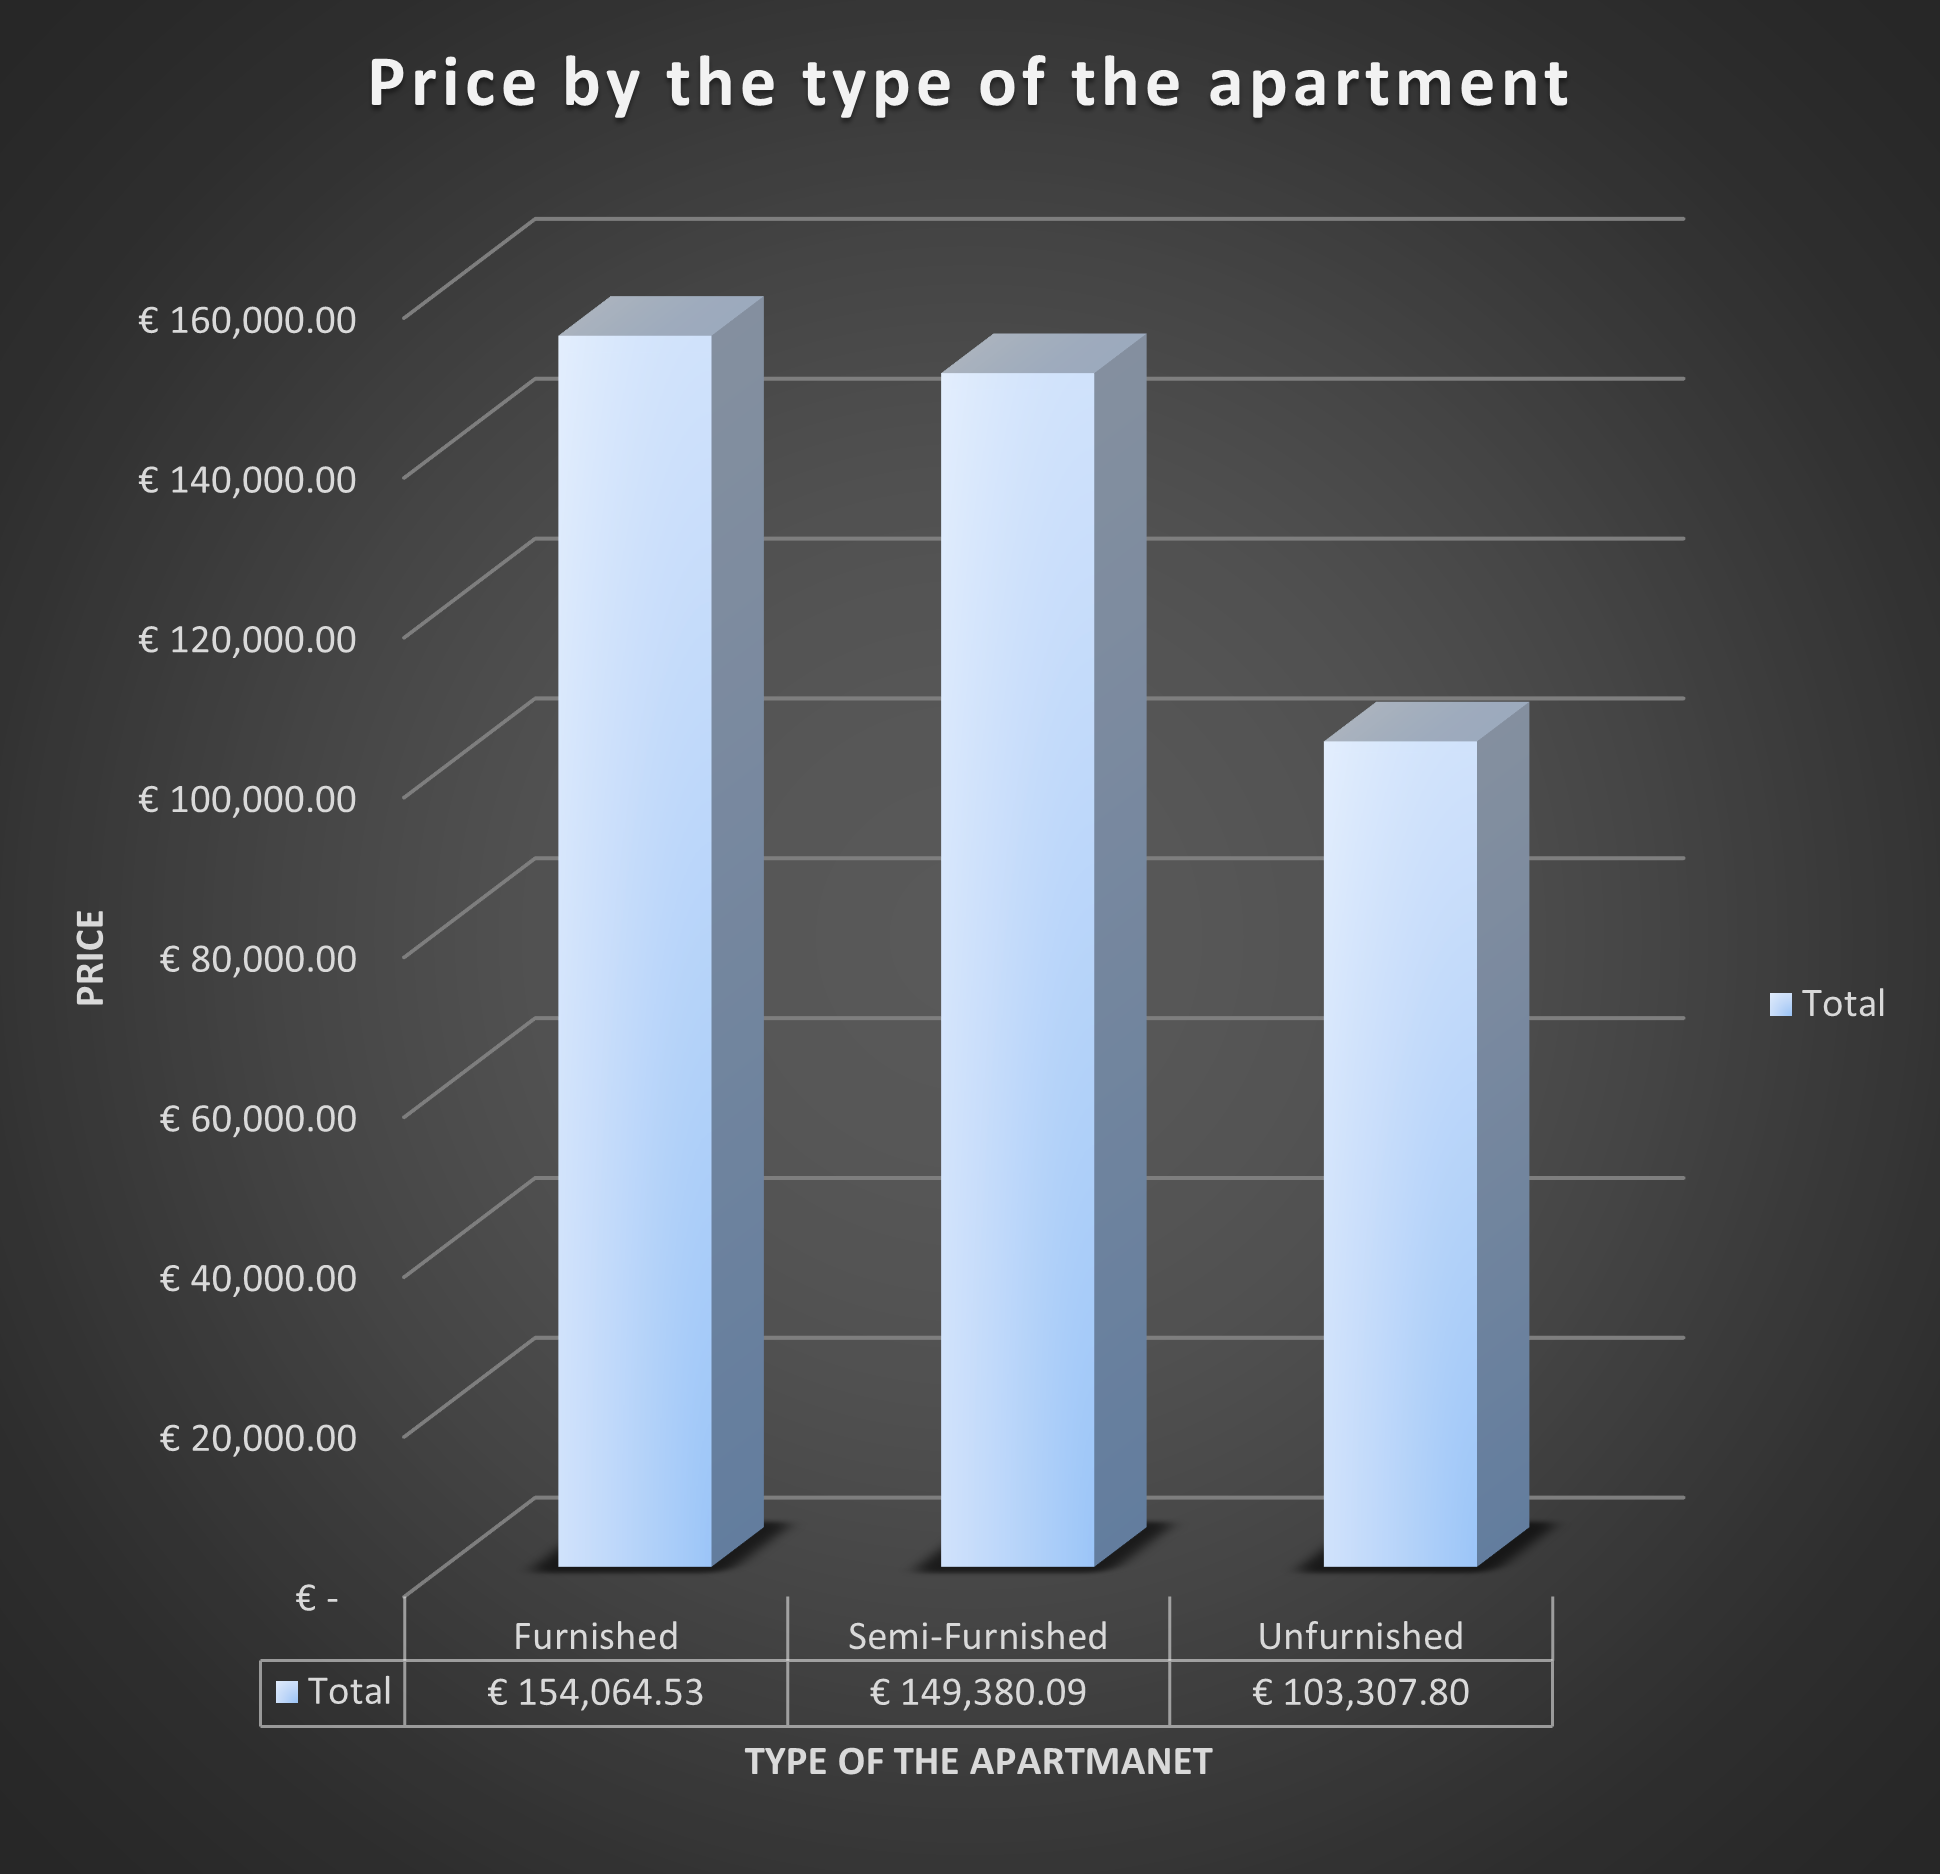 Price by the type of the apartment
€ 160,000.00
€ 140,000.00
€ 120,000.00
€ 100,000.00
€ 80,000.00
€ 60,000.00
€ 40,000.00
€ 20,000.00
€ -
PRICE
Total
Furnished Semi-Furnished Unfurnished
Total € 154,064.53 € 149,380.09 € 103,307.80
TYPE OF THE APARTMANET